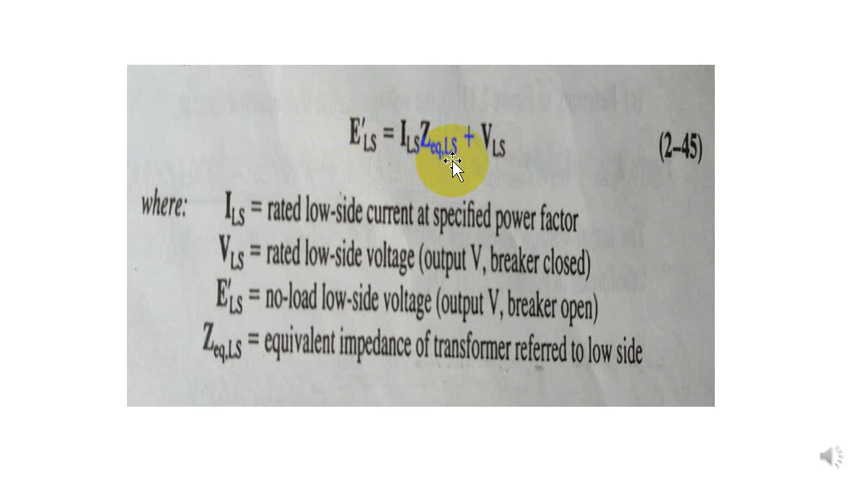 E′LS = ILSZeq,LS + VLS (2–45)
where: ILS = rated low-side current at specified power factor
VLS = rated low-side voltage (output V, breaker closed)
E′LS = no-load low-side voltage (output V, breaker open)
Zeq,LS = equivalent impedance of transformer referred to low side